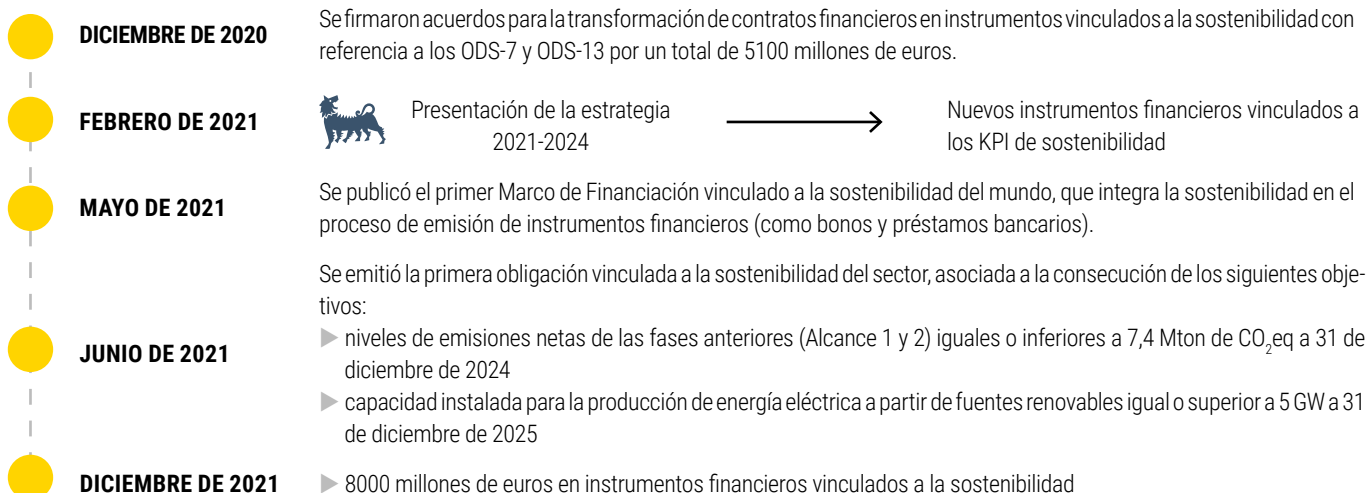 DICIEMBRE DE 2020
Se firmaron acuerdos para la transformación de contratos financieros en instrumentos vinculados a la sostenibilidad con
referencia a los ODS-7 y ODS-13 por un total de 5100 millones de euros.
FEBRERO DE 2021
Presentación de la estrategia
2021-2024
Nuevos instrumentos financieros vinculados a
los KPI de sostenibilidad
MAYO DE 2021
Se publicó el primer Marco de Financiación vinculado a la sostenibilidad del mundo, que integra la sostenibilidad en el
proceso de emisión de instrumentos financieros (como bonos y préstamos bancarios).
JUNIO DE 2021
Se emitió la primera obligación vinculada a la sostenibilidad del sector, asociada a la consecución de los siguientes obje-
tivos:
▶ niveles de emisiones netas de las fases anteriores (Alcance 1 y 2) iguales o inferiores a 7,4 Mton de CO₂eq a 31 de
diciembre de 2024
▶ capacidad instalada para la producción de energía eléctrica a partir de fuentes renovables igual o superior a 5 GW a 31
de diciembre de 2025
DICIEMBRE DE 2021
▶ 8000 millones de euros en instrumentos financieros vinculados a la sostenibilidad